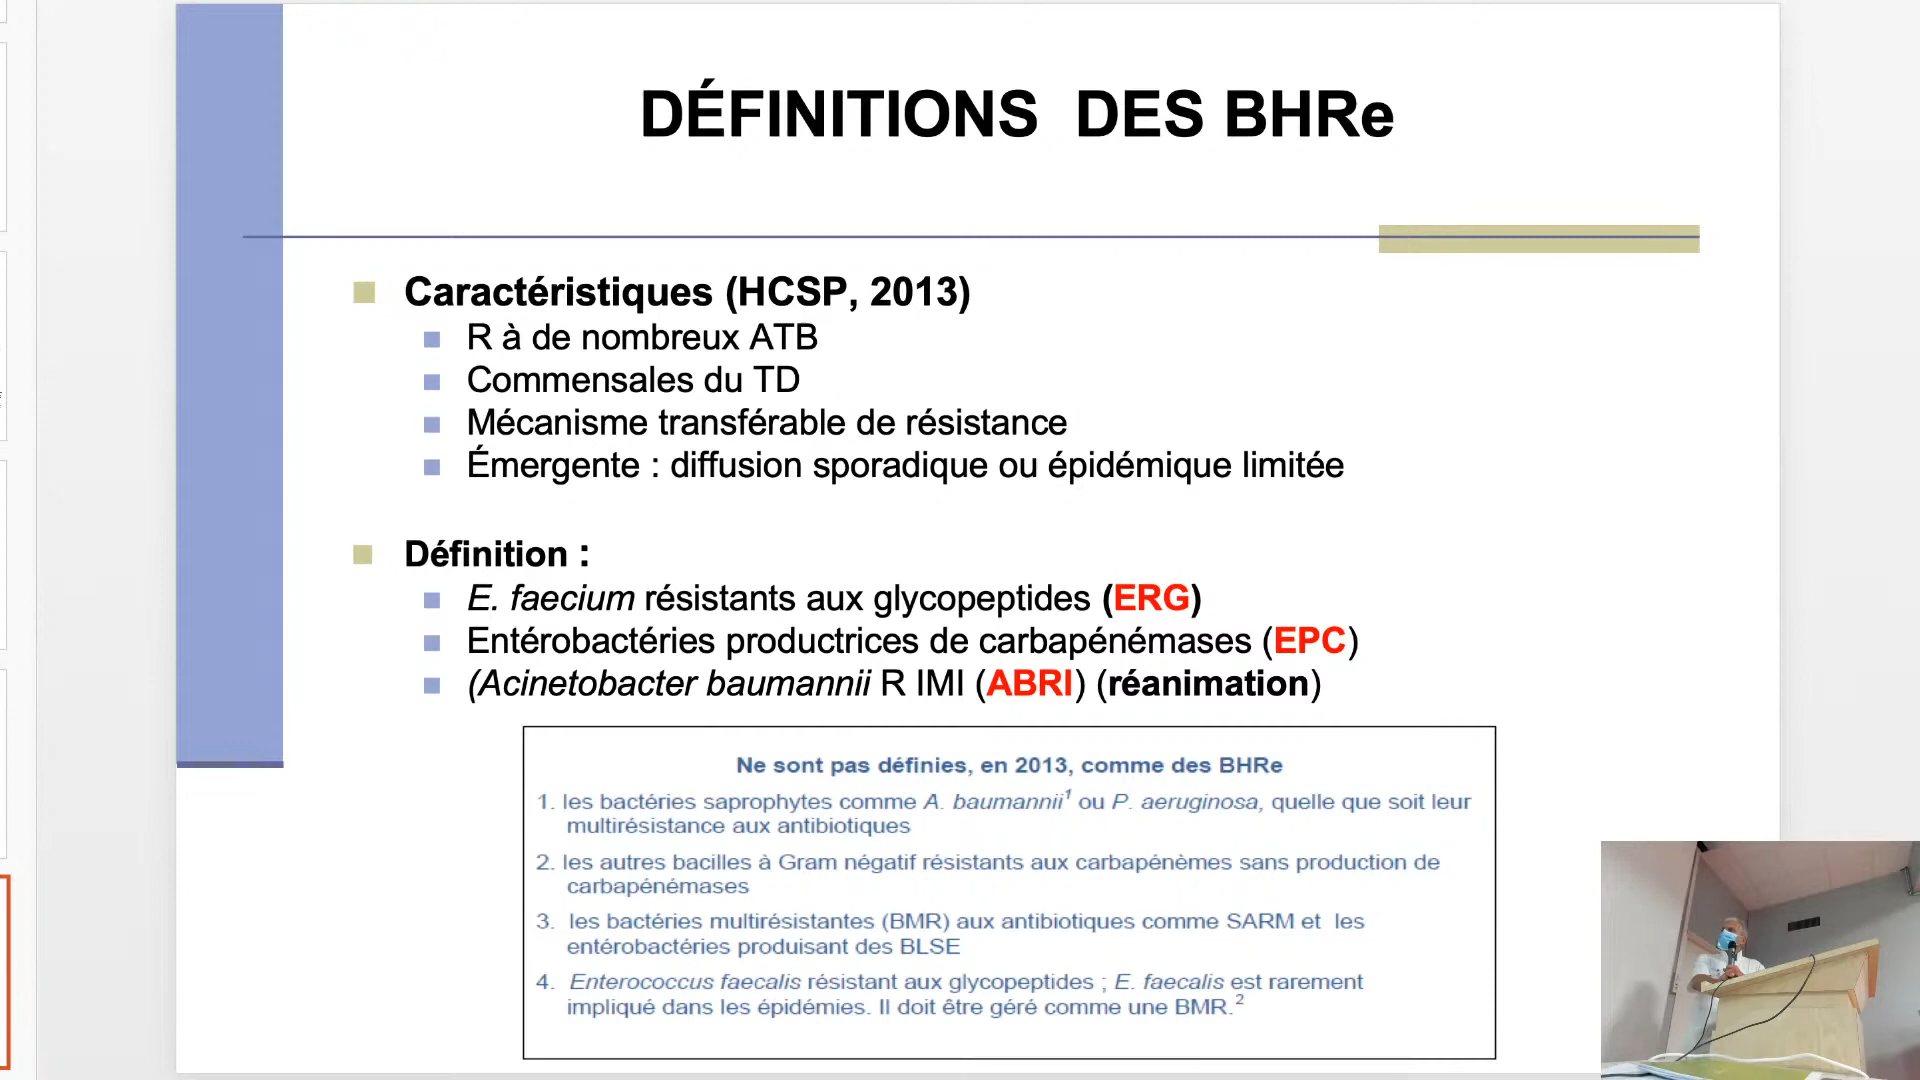 DÉFINITIONS DES BHRe
Caractéristiques (HCSP, 2013)
R à de nombreux ATB
Commensales du TD
Mécanisme transférable de résistance
Émergente : diffusion sporadique ou épidémique limitée
Définition :
E. faecium résistants aux glycopeptides (ERG)
Entérobactéries productrices de carbapénémases (EPC)
(Acinetobacter baumannii R IMI (ABRI) (réanimation)
Ne sont pas définies, en 2013, comme des BHRe
1. les bactéries saprophytes comme A. baumannii¹ ou P. aeruginosa, quelle que soit leur
multirésistance aux antibiotiques
2. les autres bacilles à Gram négatif résistants aux carbapénèmes sans production de
carbapénémases
3. les bactéries multirésistantes (BMR) aux antibiotiques comme SARM et les
entérobactéries produisant des BLSE
4. Enterococcus faecalis résistant aux glycopeptides ; E. faecalis est rarement
impliqué dans les épidémies. Il doit être géré comme une BMR.²